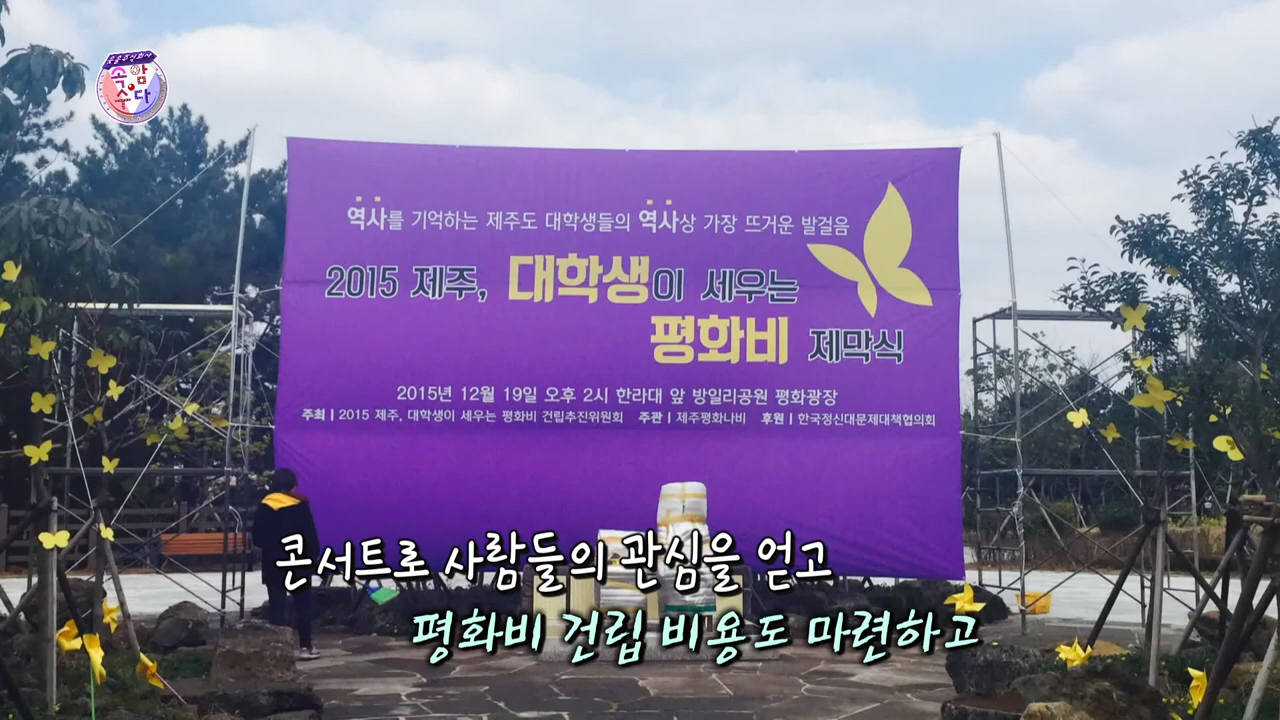 속암수다
역사를 기억하는 제주도 대학생들의 역사상 가장 뜨거운 발걸음
2015 제주, 대학생이 세우는
평화비 제막식
2015년 12월 19일 오후 2시 한라대 앞 방일리공원 평화광장
주최 | 2015 제주, 대학생이 세우는 평화비 건립추진위원회 주관 | 제주평화나비 후원 | 한국정신대문제대책협의회
콘서트로 사람들의 관심을 얻고
평화비 건립 비용도 마련하고